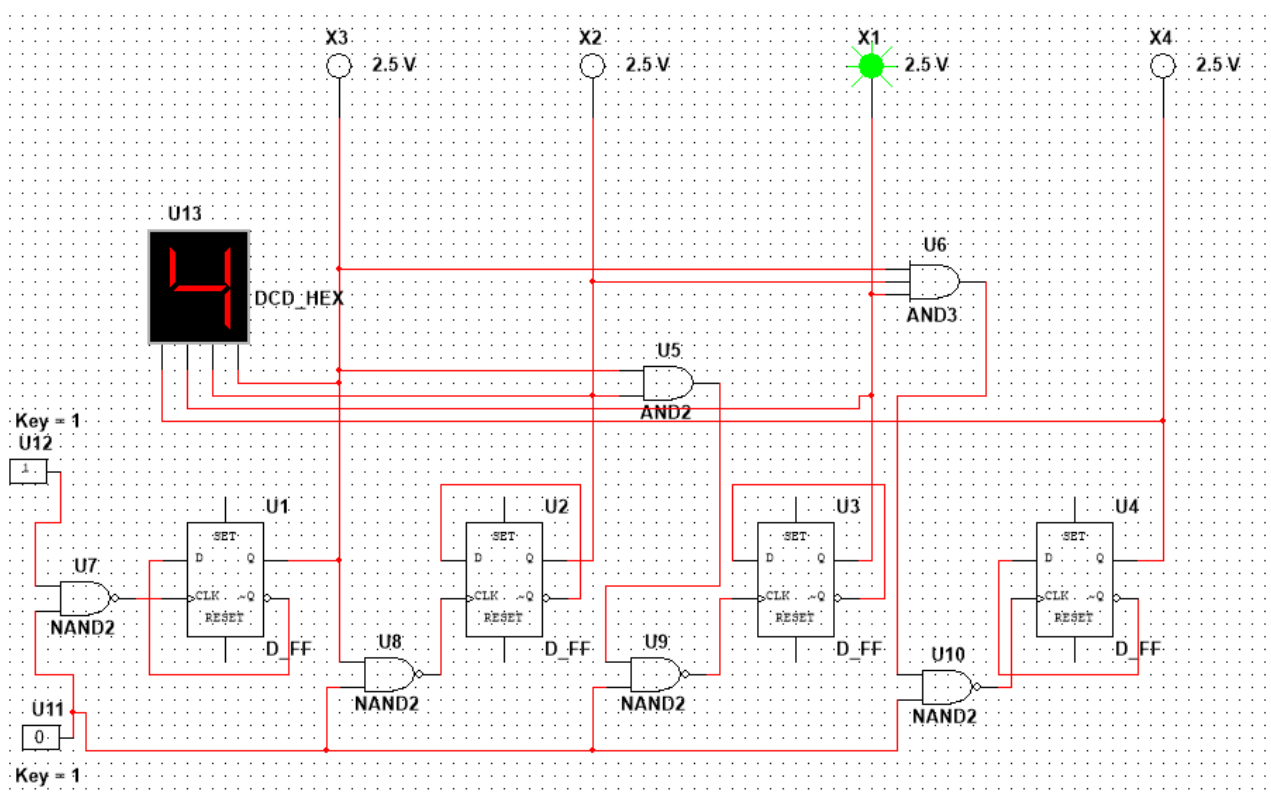 X3
2.5 V
X2
2.5 V
X1
2.5 V
X4
2.5 V
U13
4
DCD_HEX
U6
AND3
U5
AND2
Key = 1
U12
1
U1
SET
D Q
CLK ~Q
RESET
D_FF
U2
SET
D Q
CLK ~Q
RESET
D_FF
U3
SET
D Q
CLK ~Q
RESET
D_FF
U4
SET
D Q
CLK ~Q
RESET
D_FF
U7
NAND2
U8
NAND2
U9
NAND2
U10
NAND2
U11
0
Key = 1